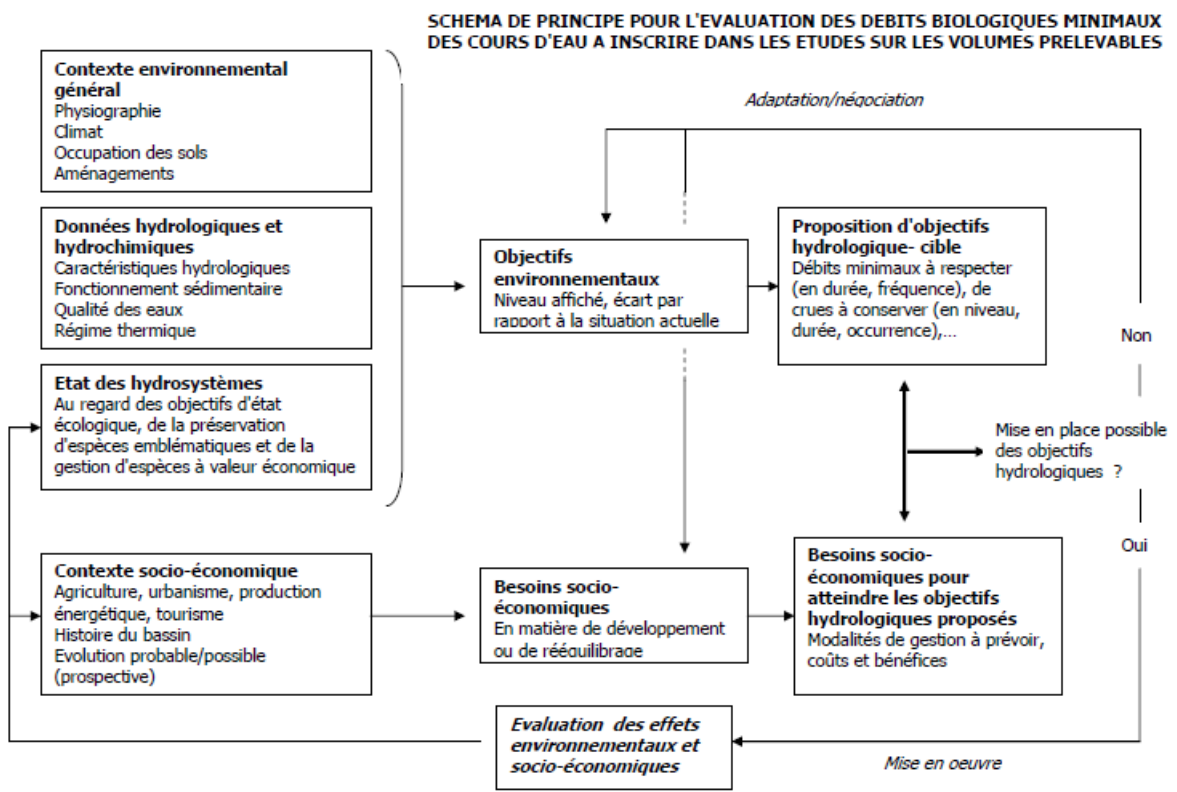 SCHEMA DE PRINCIPE POUR L'EVALUATION DES DEBITS BIOLOGIQUES MINIMAUX
DES COURS D'EAU A INSCRIRE DANS LES ETUDES SUR LES VOLUMES PRELEVABLES
Contexte environnemental
général
Physiographie
Climat
Occupation des sols
Aménagements
Adaptation/négociation
Données hydrologiques et
hydrochimiques
Caractéristiques hydrologiques
Fonctionnement sédimentaire
Qualité des eaux
Régime thermique
Objectifs
environnementaux
Niveau affiché, écart par
rapport à la situation actuelle
Proposition d'objectifs
hydrologique- cible
Débits minimaux à respecter
(en durée, fréquence), de
crues à conserver (en niveau,
durée, occurrence),...
Non
Etat des hydrosystèmes
Au regard des objectifs d'état
écologique, de la préservation
d'espèces emblématiques et de la
gestion d'espèces à valeur économique
Mise en place possible
des objectifs
hydrologiques ?
Oui
Contexte socio-économique
Agriculture, urbanisme, production
énergétique, tourisme
Histoire du bassin
Evolution probable/possible
(prospective)
Besoins socio-
économiques
En matière de développement
ou de rééquilibrage
Besoins socio-
économiques pour
atteindre les objectifs
hydrologiques proposés
Modalités de gestion à prévoir,
coûts et bénéfices
Evaluation des effets
environnementaux et
socio-économiques
Mise en oeuvre